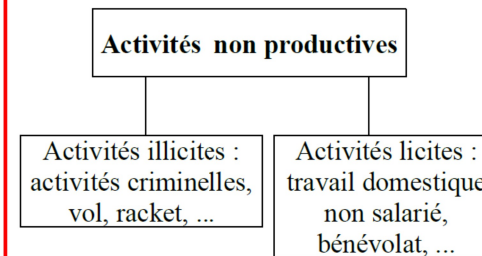 Activités non productives
Activités illicites :
activités criminelles,
vol, racket, ...
Activités licites :
travail domestique
non salarié,
bénévolat, ...